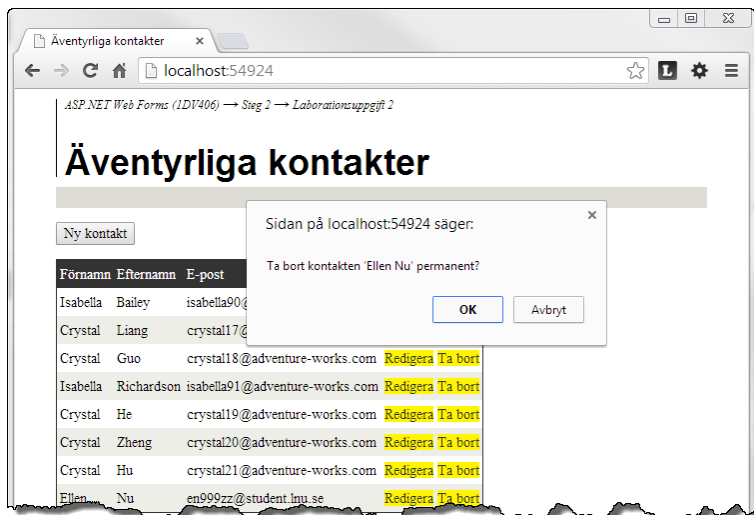 Äventyrliga kontakter
localhost:54924
ASP.NET Web Forms (1DV406) → Steg 2 → Laborationsuppgift 2
Äventyrliga kontakter
Sidan på localhost:54924 säger:
Ta bort kontakten 'Ellen Nu' permanent?
OK Avbryt
Ny kontakt
Förnamn Efternamn E-post
Isabella Bailey isabella90@
Crystal Liang crystal17@
Crystal Guo crystal18@adventure-works.com Redigera Ta bort
Isabella Richardson isabella91@adventure-works.com Redigera Ta bort
Crystal He crystal19@adventure-works.com Redigera Ta bort
Crystal Zheng crystal20@adventure-works.com Redigera Ta bort
Crystal Hu crystal21@adventure-works.com Redigera Ta bort
Ellen Nu en999zz@student.lnu.se Redigera Ta bort